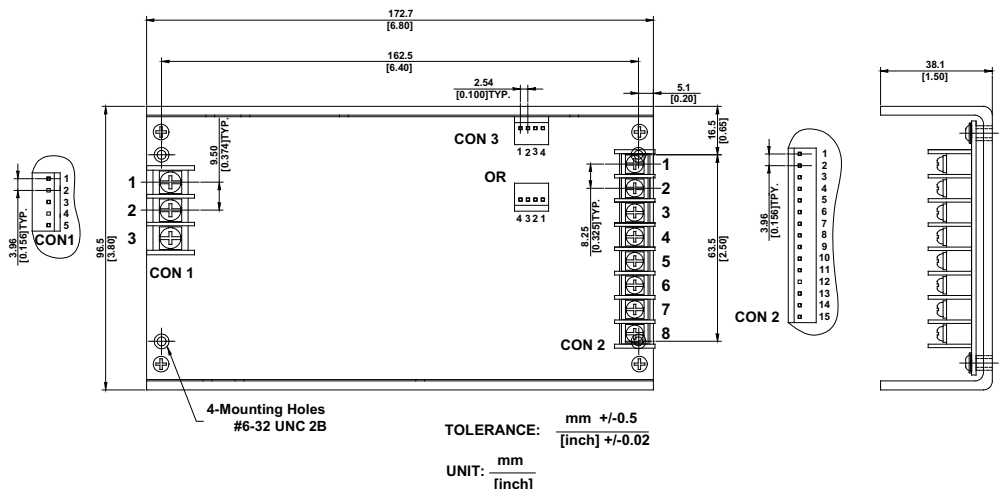 172.7
[6.80]
162.5
[6.40]
2.54
[0.100]TYP.
5.1
[0.20]
38.1
[1.50]
16.5
[0.65]
9.50
[0.374]TYP.
CON 3
1 2 3 4
OR
4 3 2 1
8.25
[0.325]TYP.
63.5
[2.50]
96.5
[3.80]
3.96
[0.156]TYP.
1
2
3
4
5
CON1
1
2
3
CON 1
1
2
3
4
5
6
7
8
CON 2
3.96
[0.156]TPY.
1
2
3
4
5
6
7
8
9
10
11
12
13
14
15
CON 2
4-Mounting Holes
#6-32 UNC 2B
TOLERANCE: mm +/-0.5
[inch] +/-0.02
UNIT: mm
[inch]